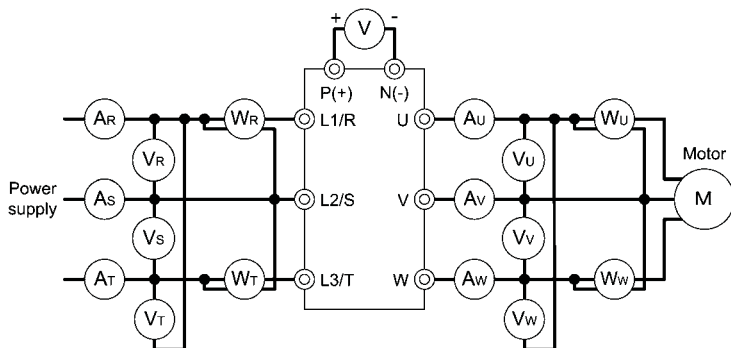 + V -
P(+) N(-)
AR WR L1/R U AU WU
VR VU Motor
Power supply AS L2/S V AV M
VS VV
AT WT L3/T W AW WW
VT VW